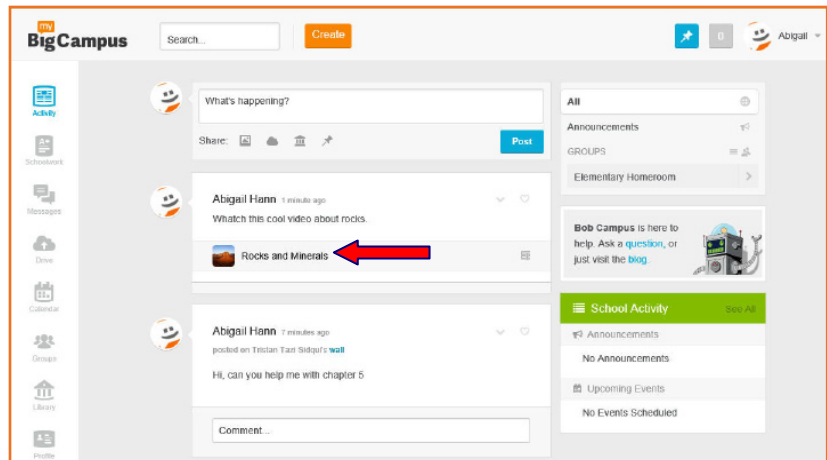 my
BigCampus
Search...
Create
0
Abigail
Activity
Schoolwork
Messages
Drive
Calendar
Groups
Library
Profile
What's happening?
Share:
Post
Abigail Hann 1 minute ago
Whatch this cool video about rocks.
Rocks and Minerals
Abigail Hann 7 minutes ago
posted on Tristan Tazi Sidqui's wall
Hi, can you help me with chapter 5
Comment...
All
Announcements
GROUPS
Elementary Homeroom
Bob Campus is here to
help. Ask a question, or
just visit the blog.
School Activity See All
Announcements
No Announcements
Upcoming Events
No Events Scheduled